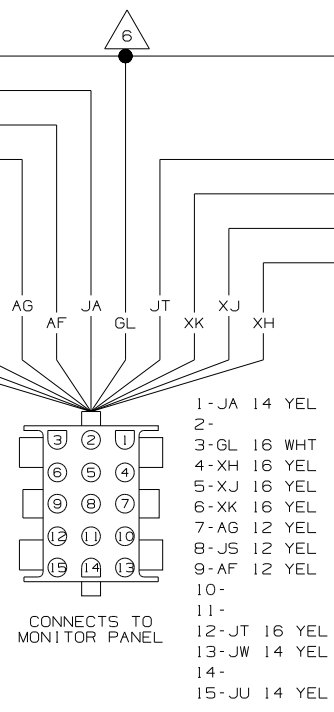 6
AG
AF
JA
GL
JT
XK
XJ
XH
3 2 1
6 5 4
9 8 7
12 11 10
15 14 13
CONNECTS TO
MONITOR PANEL
1-JA 14 YEL
2-
3-GL 16 WHT
4-XH 16 YEL
5-XJ 16 YEL
6-XK 16 YEL
7-AG 12 YEL
8-JS 12 YEL
9-AF 12 YEL
10-
11-
12-JT 16 YEL
13-JW 14 YEL
14-
15-JU 14 YEL